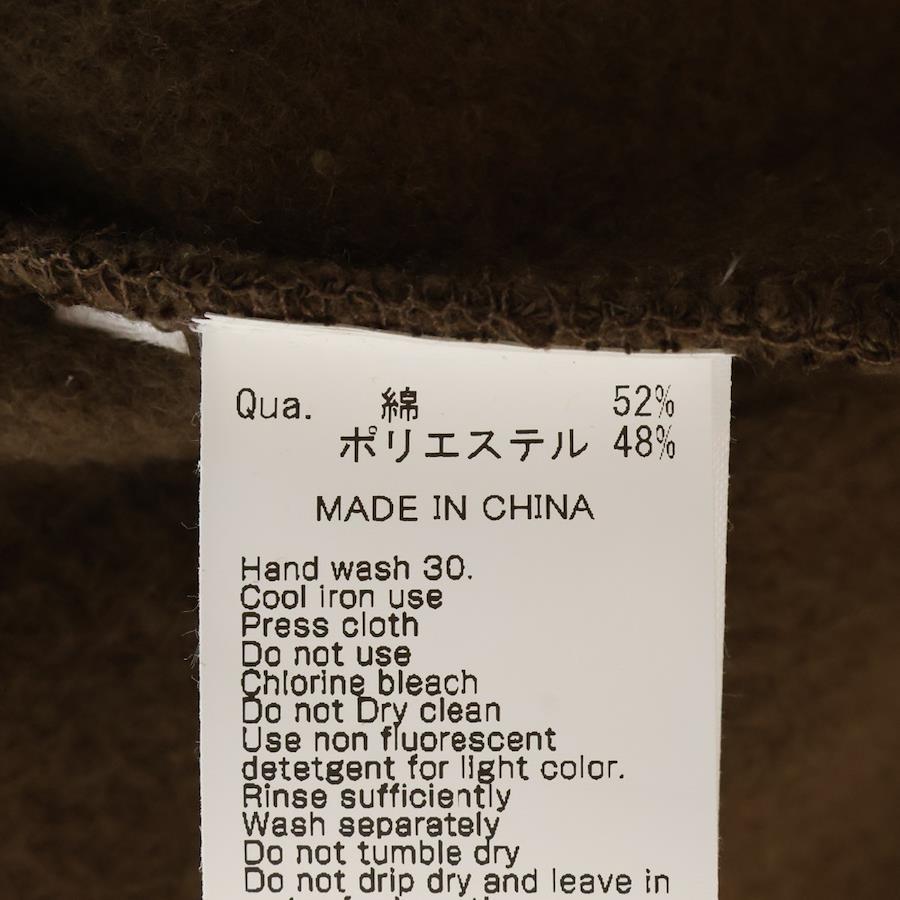 Qua. 綿 52%
ポリエステル 48%
MADE IN CHINA
Hand wash 30.
Cool iron use
Press cloth
Do not use
Chlorine bleach
Do not Dry clean
Use non fluorescent
detetgent for light color.
Rinse sufficiently
Wash separately
Do not tumble dry
Do not drip dry and leave in